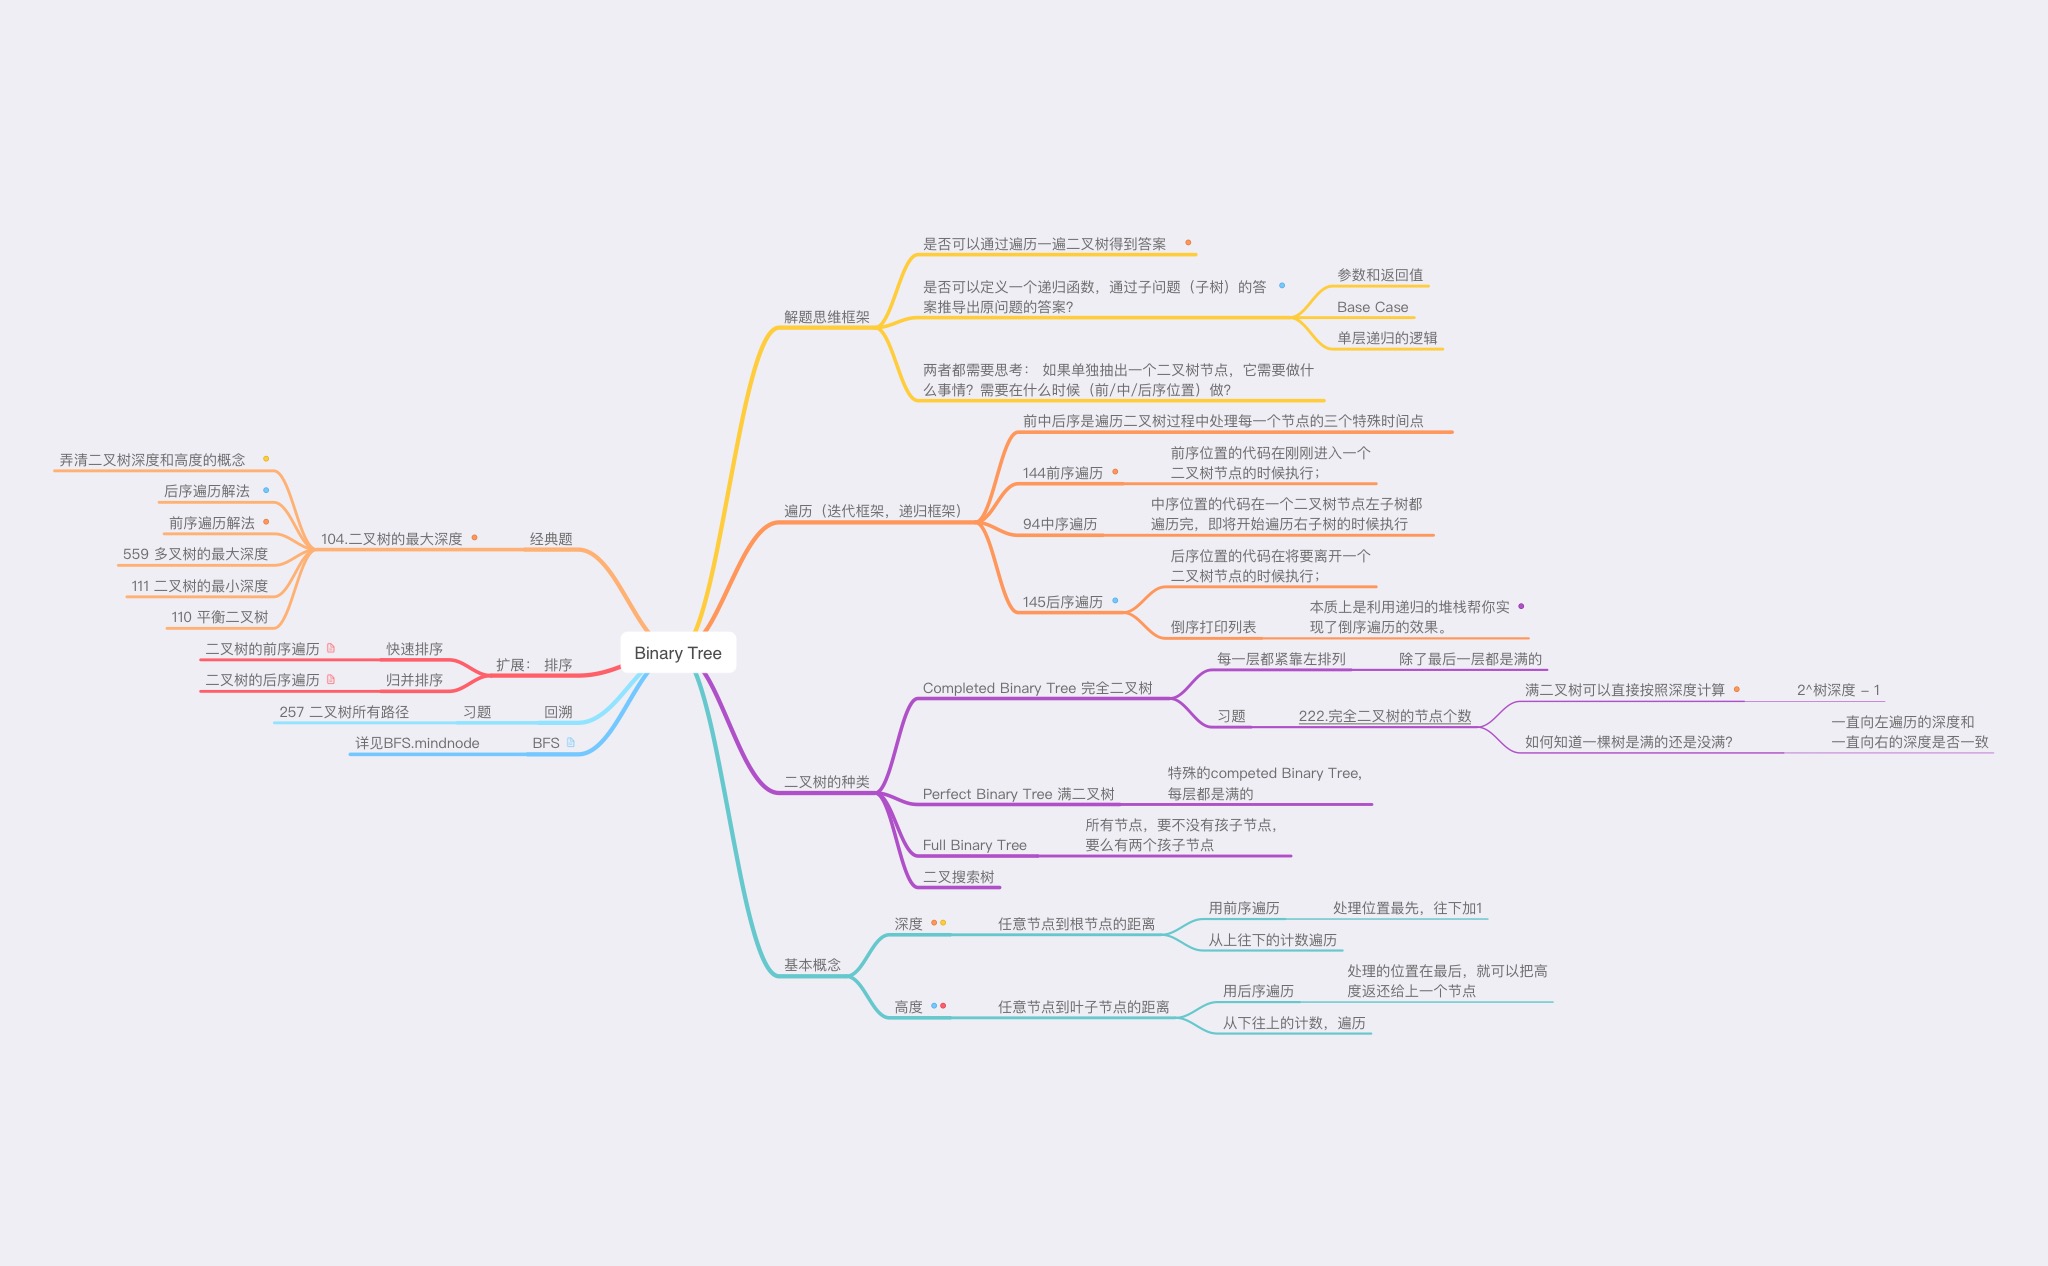 Binary Tree
解题思维框架
是否可以通过遍历一遍二叉树得到答案
是否可以定义一个递归函数，通过子问题（子树）的答
案推导出原问题的答案？
参数和返回值
Base Case
单层递归的逻辑
两者都需要思考： 如果单独抽出一个二叉树节点，它需要做什
么事情？需要在什么时候（前/中/后序位置）做？
遍历（迭代框架，递归框架）
前中后序是遍历二叉树过程中处理每一个节点的三个特殊时间点
144前序遍历
前序位置的代码在刚刚进入一个
二叉树节点的时候执行；
94中序遍历
中序位置的代码在一个二叉树节点左子树都
遍历完，即将开始遍历右子树的时候执行
145后序遍历
后序位置的代码在将要离开一个
二叉树节点的时候执行；
倒序打印列表
本质上是利用递归的堆栈帮你实
现了倒序遍历的效果。
二叉树的种类
Completed Binary Tree 完全二叉树
每一层都紧靠左排列
除了最后一层都是满的
习题
222.完全二叉树的节点个数
满二叉树可以直接按照深度计算
2^树深度 – 1
如何知道一棵树是满的还是没满？
一直向左遍历的深度和
一直向右的深度是否一致
Perfect Binary Tree 满二叉树
特殊的competed Binary Tree,
每层都是满的
Full Binary Tree
所有节点，要不没有孩子节点，
要么有两个孩子节点
二叉搜索树
基本概念
深度
任意节点到根节点的距离
用前序遍历
处理位置最先，往下加1
从上往下的计数遍历
高度
任意节点到叶子节点的距离
用后序遍历
处理的位置在最后，就可以把高
度返还给上一个节点
从下往上的计数，遍历
经典题
104.二叉树的最大深度
弄清二叉树深度和高度的概念
后序遍历解法
前序遍历解法
559 多叉树的最大深度
111 二叉树的最小深度
110 平衡二叉树
扩展： 排序
快速排序
二叉树的前序遍历
归并排序
二叉树的后序遍历
回溯
习题
257 二叉树所有路径
BFS
详见BFS.mindnode